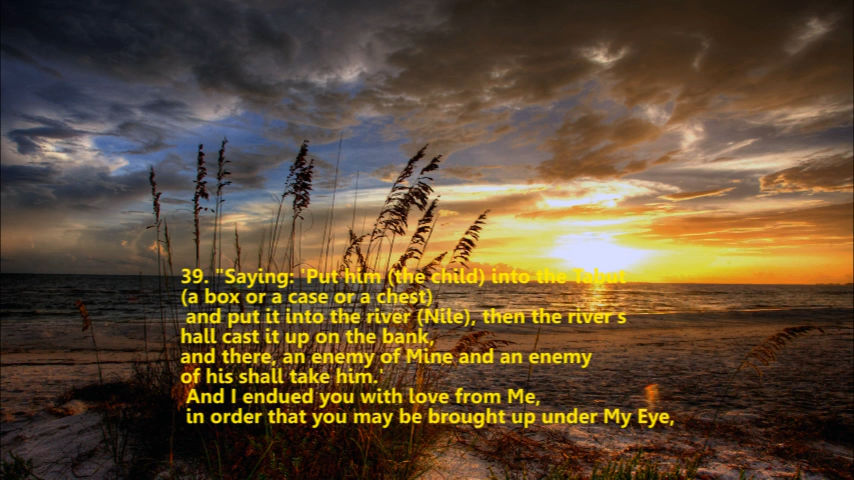 39. "Saying: 'Put him (the child) into the Tabut
(a box or a case or a chest)
and put it into the river (Nile), then the river s
hall cast it up on the bank,
and there, an enemy of Mine and an enemy
of his shall take him.'
And I endued you with love from Me,
in order that you may be brought up under My Eye,